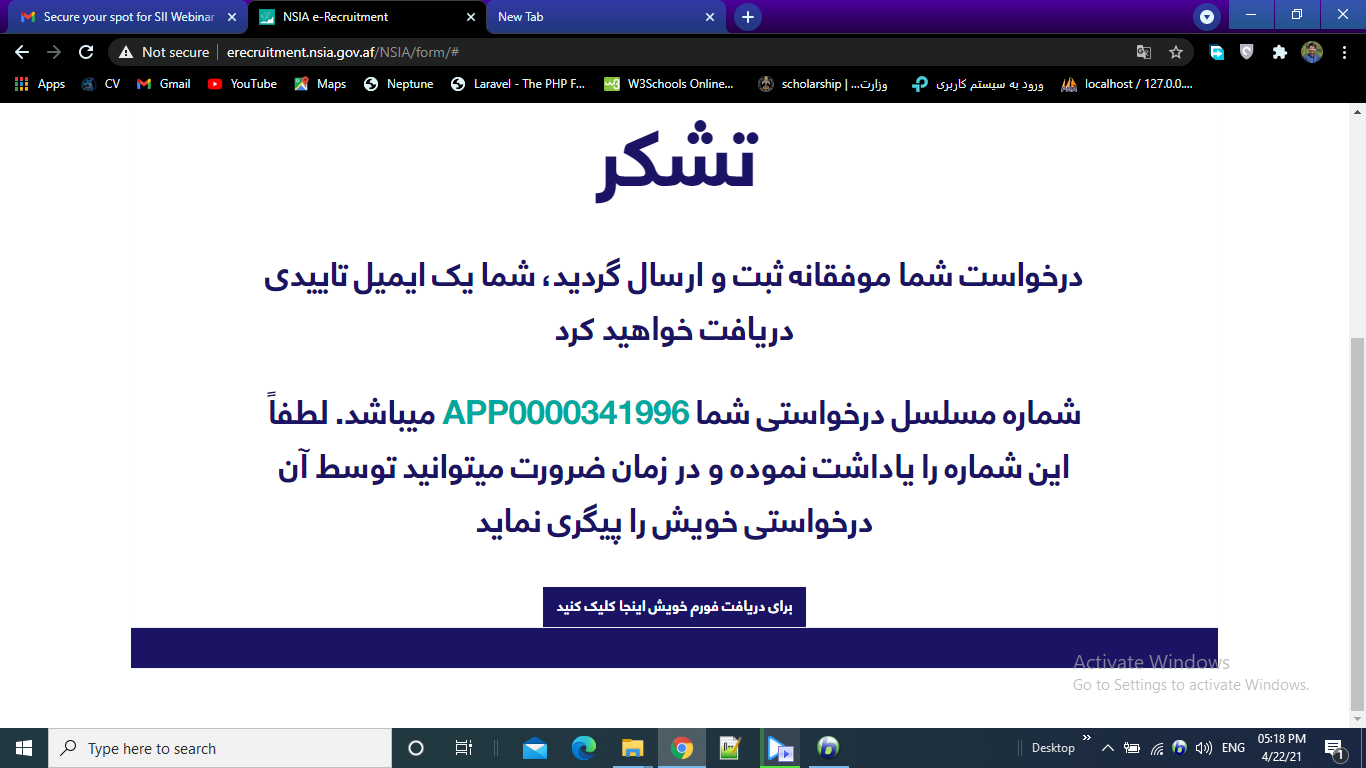 Secure your spot for SII Webinar
NSIA e-Recruitment
New Tab
Not secure
erecruitment.nsia.gov.af/NSIA/form/#
Apps
CV
Gmail
YouTube
Maps
Neptune
Laravel - The PHP F...
W3Schools Online...
scholarship | ...وزارت
ورود به سیستم کاربری
localhost / 127.0.0....
تشکر
درخواست شما موفقانه ثبت و ارسال گردید، شما یک ایمیل تاییدی
دریافت خواهید کرد
شماره مسلسل درخواستی شما APP0000341996 میباشد. لطفاً
این شماره را یاداشت نموده و در زمان ضرورت میتوانید توسط آن
درخواستی خویش را پیگری نماید
برای دریافت فورم خویش اینجا کلیک کنید
Activate Windows
Go to Settings to activate Windows.
Type here to search
Desktop
ENG
05:18 PM
4/22/21
1